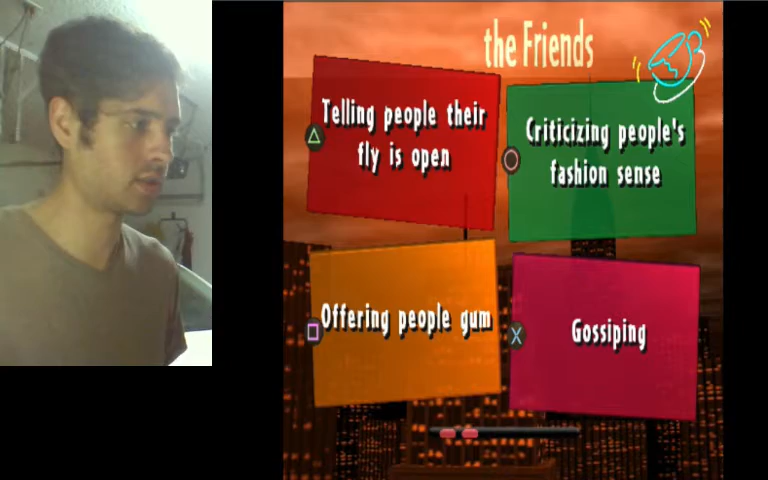 the Friends
Telling people their
fly is open
Criticizing people's
fashion sense
Offering people gum
X
Gossiping